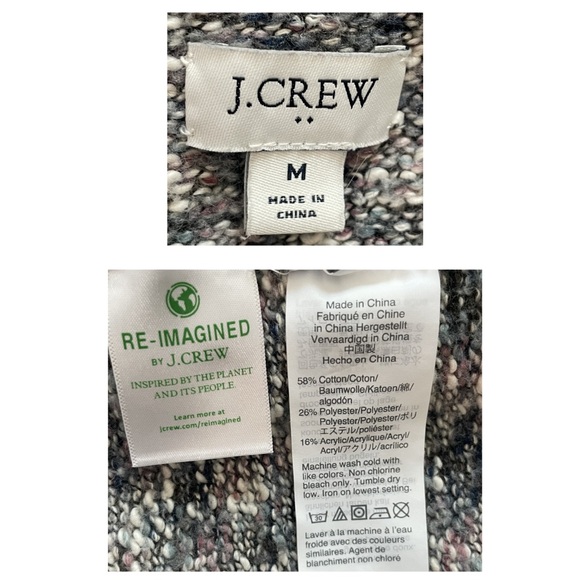 J.CREW
M
MADE IN
CHINA
RE-IMAGINED
BY J.CREW
INSPIRED BY THE PLANET
AND ITS PEOPLE
Learn more at
jcrew.com/reimagined
Made in China
Fabriqué en Chine
in China Hergestellt
Vervaardigd in China
中国製
Hecho en China
58% Cotton/Coton/
Baumwolle/Katoen/綿/
algodón
26% Polyester/Polyester/
Polyester/Polyester/ポリ
エステル/poliéster
16% Acrylic/Acrylique/Acryl/
Acryl/アクリル/acrílico
Machine wash cold with
like colors. Non chlorine
bleach only. Tumble dry
low. Iron on lowest setting.
30
Laver à la machine à l'eau
froide avec des couleurs
similaires. Agent de
blanchiment non chloré